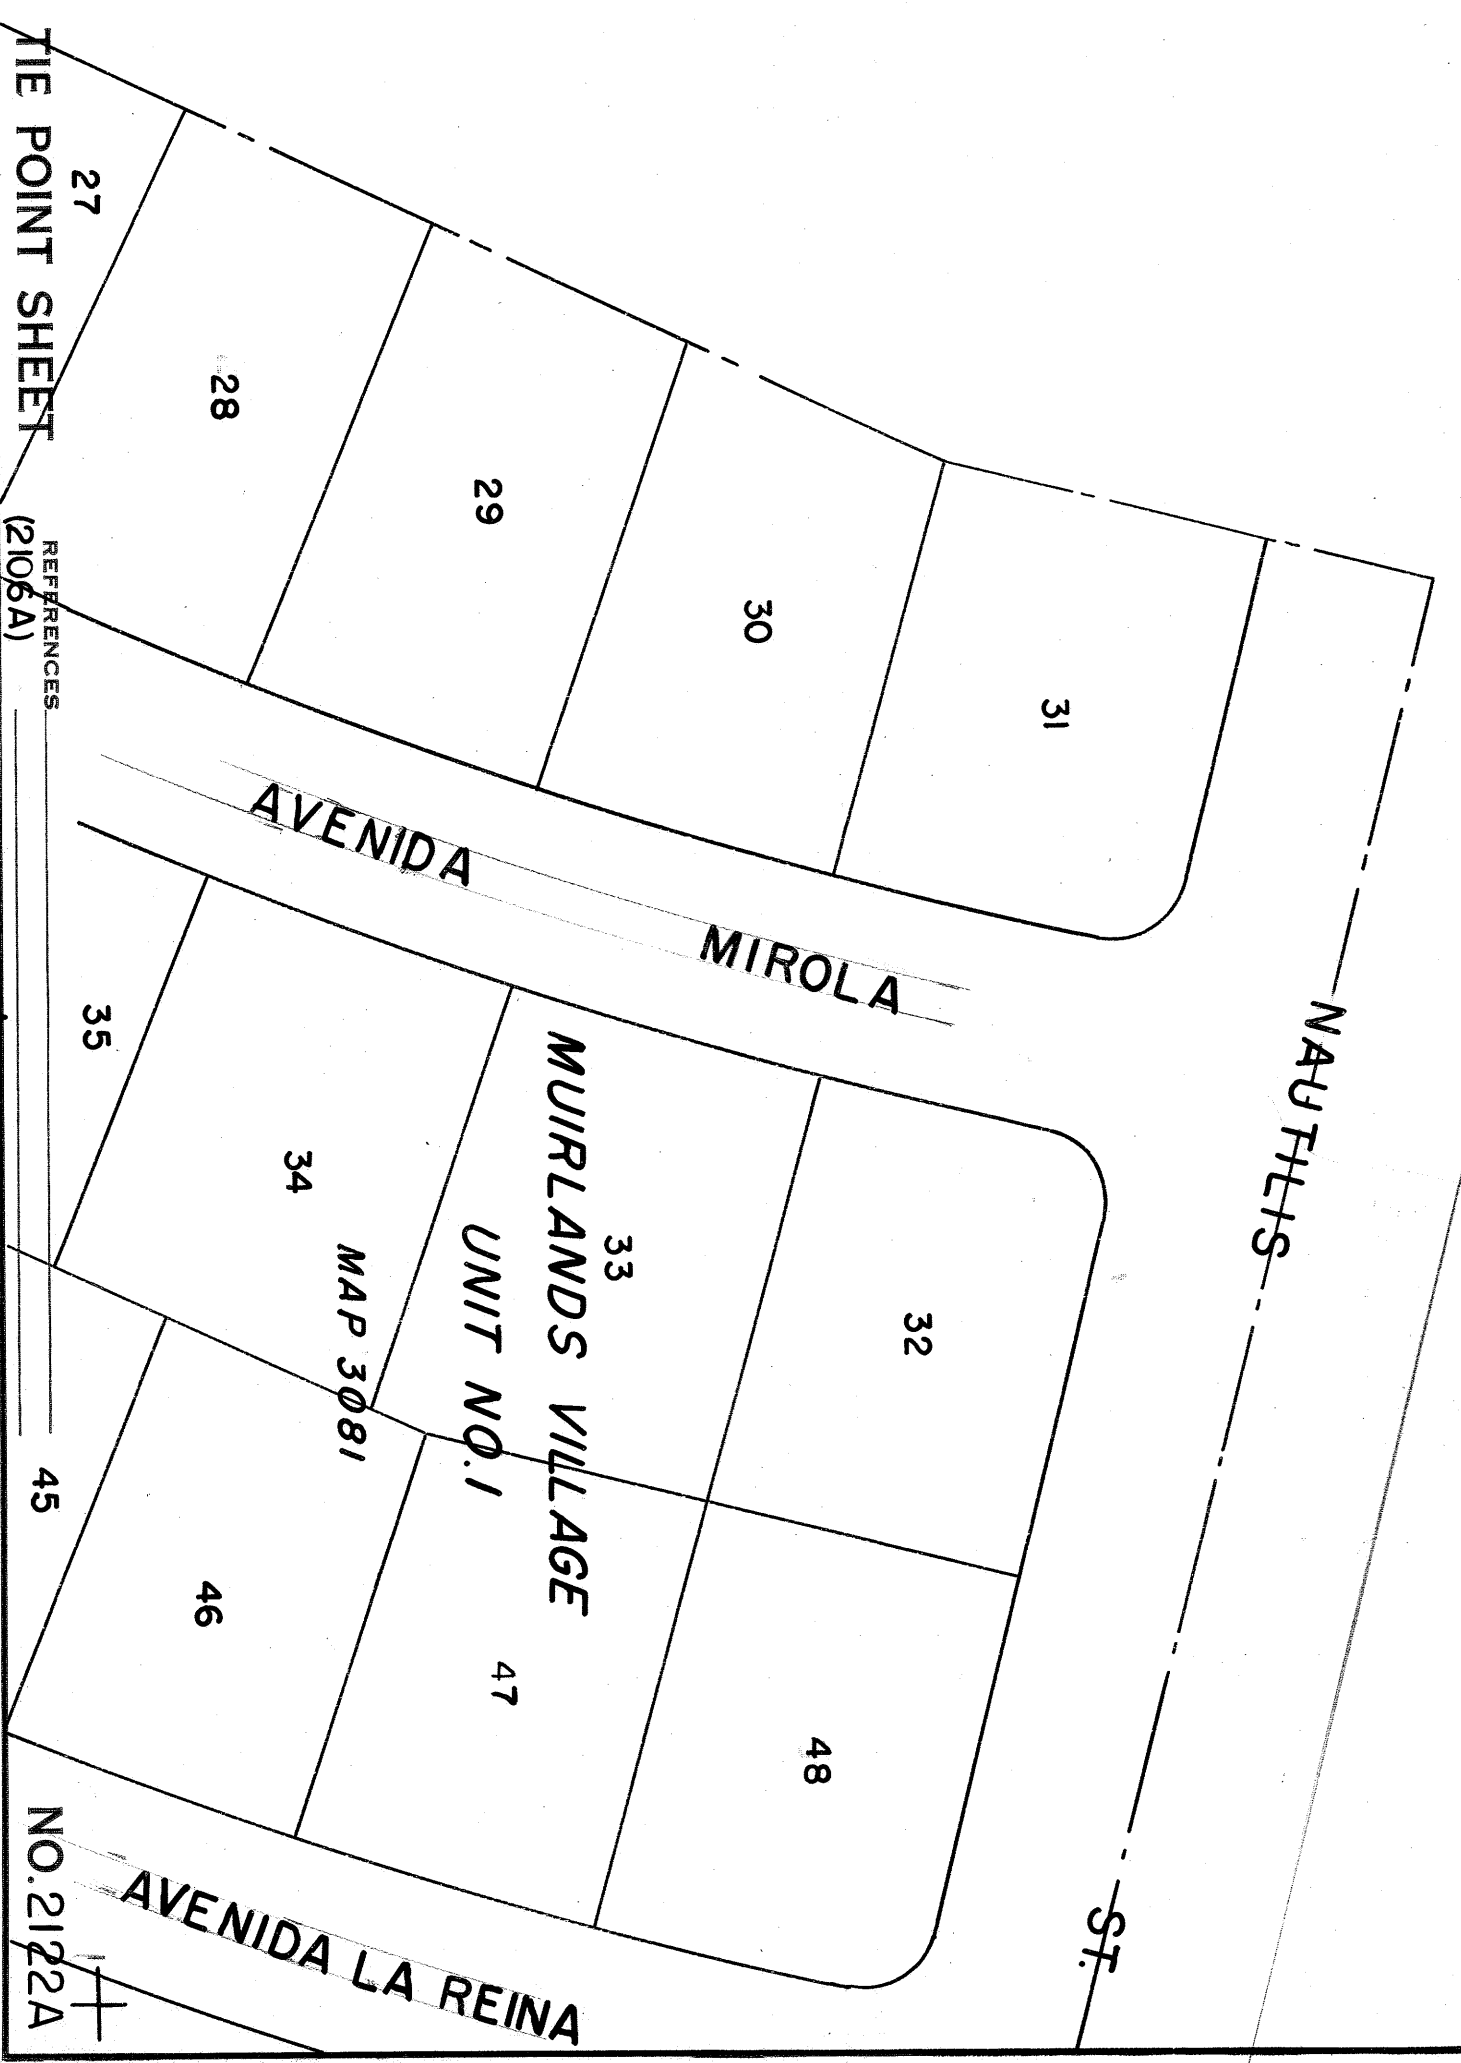 NAUTILIS ST.
31
32
48
30
33
47
29
34
46
28
35
45
27
AVENIDA MIROLA
MUIRLANDS VILLAGE
UNIT NO.1
MAP 3081
AVENIDA LA REINA
TIE POINT SHEET
REFERENCES
(2106A)
NO. 2122A